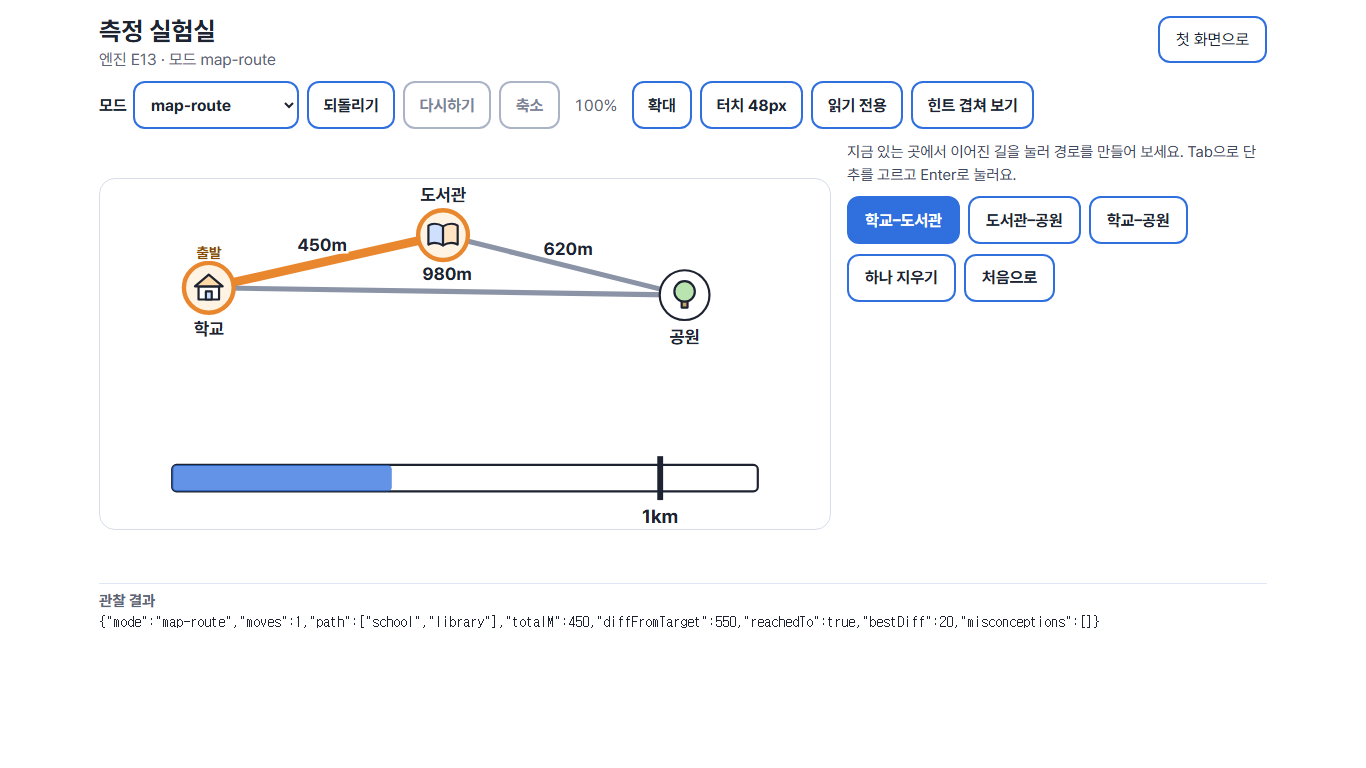 측정 실험실
엔진 E13 · 모드 map-route
첫 화면으로
모드 map-route 되돌리기 다시하기 축소 100% 확대 터치 48px 읽기 전용 힌트 겹쳐 보기
지금 있는 곳에서 이어진 길을 눌러 경로를 만들어 보세요. Tab으로 단
추를 고르고 Enter로 눌러요.
학교–도서관 도서관–공원 학교–공원
하나 지우기 처음으로
도서관
450m
620m
출발
980m
학교
공원
1km
관찰 결과
{"mode":"map-route","moves":1,"path":["school","library"],"totalM":450,"diffFromTarget":550,"reachedTo":true,"bestDiff":20,"misconceptions":[]}